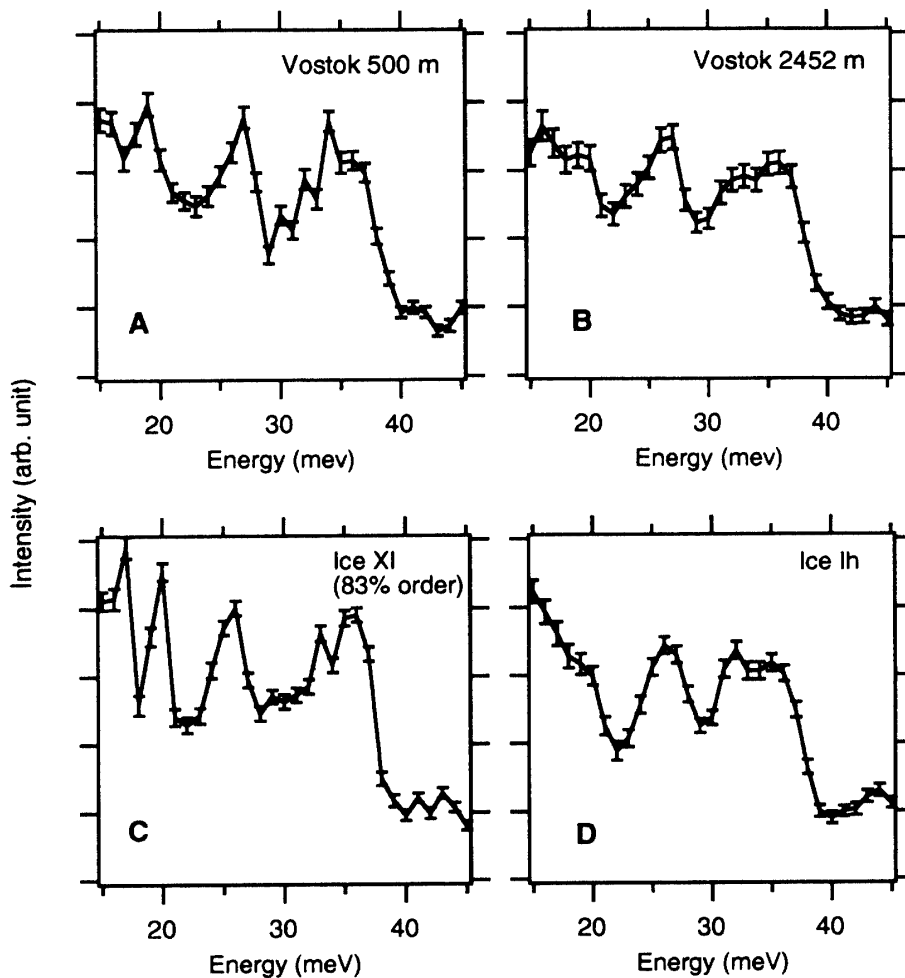 Vostok 500 m
A
20 30 40
Energy (mev)
Vostok 2452 m
B
20 30 40
Energy (mev)
Intensity (arb. unit)
Ice XI
(83% order)
C
20 30 40
Energy (meV)
Ice Ih
D
20 30 40
Energy (meV)